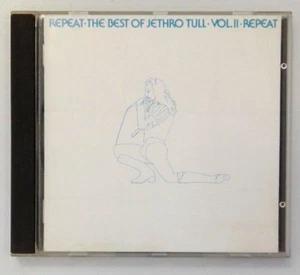 REPEAT·THE BEST OF JETHRO TULL·VOL.II·REPEAT